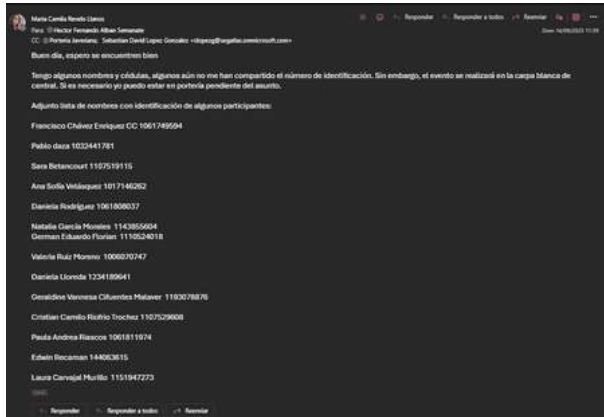 Maria Camila Revelo Llanos
Responder Responder a todos Reenviar
Para: Hector Fernando Alban Semanate
CC: Porteria Javeriana; Sebastian David Lopez Gonzalez
Buen día, espero se encuentren bien
Tengo algunos nombres y cédulas, algunos aún no me han compartido el número de identificación. Sin embargo, el evento se realizará en la carpa blanca de
central. Si es necesario yo puedo estar en portería pendiente del asunto.
Adjunto lista de nombres con identificación de algunos participantes:
Francisco Chávez Enriquez CC 1061749594
Pablo daza 1032441781
Sara Betancourt 1107519115
Ana Sofía Velásquez 1017146262
Daniela Rodríguez 1061808037
Natalia García Morales 1143855604
German Eduardo Florian 1110524018
Valeria Ruiz Moreno 1006070747
Daniela Lloreda 1234189641
Geraldine Vannesa Cifuentes Malaver 1193078876
Cristian Camilo Riofrio Trochez 1107529608
Paula Andrea Riascos 1061811974
Edwin Recaman 144063615
Laura Carvajal Murillo 1151947273
Responder Responder a todos Reenviar